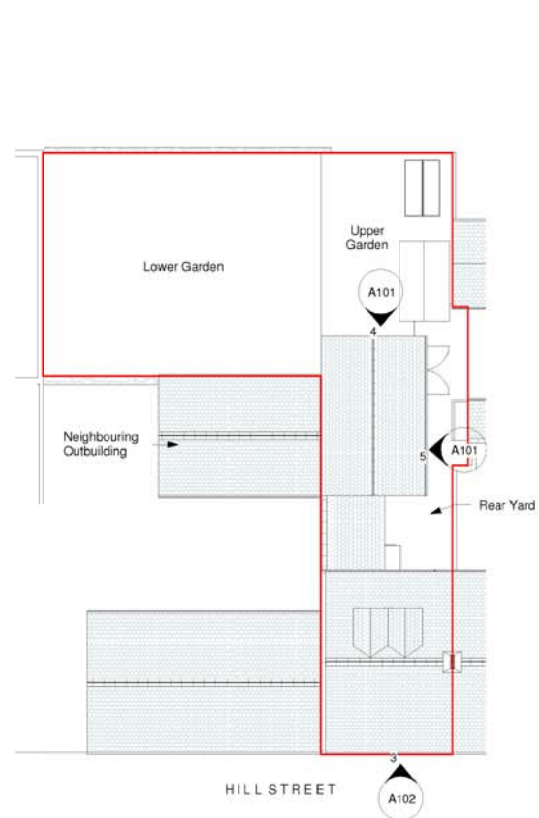 Upper
Garden
Lower Garden
A101
4
Neighbouring
Outbuilding
5
A101
Rear Yard
3
HILL STREET
A102